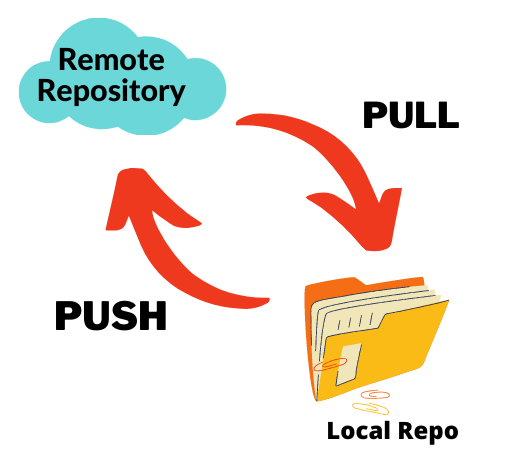 Remote
Repository
PULL
PUSH
Local Repo